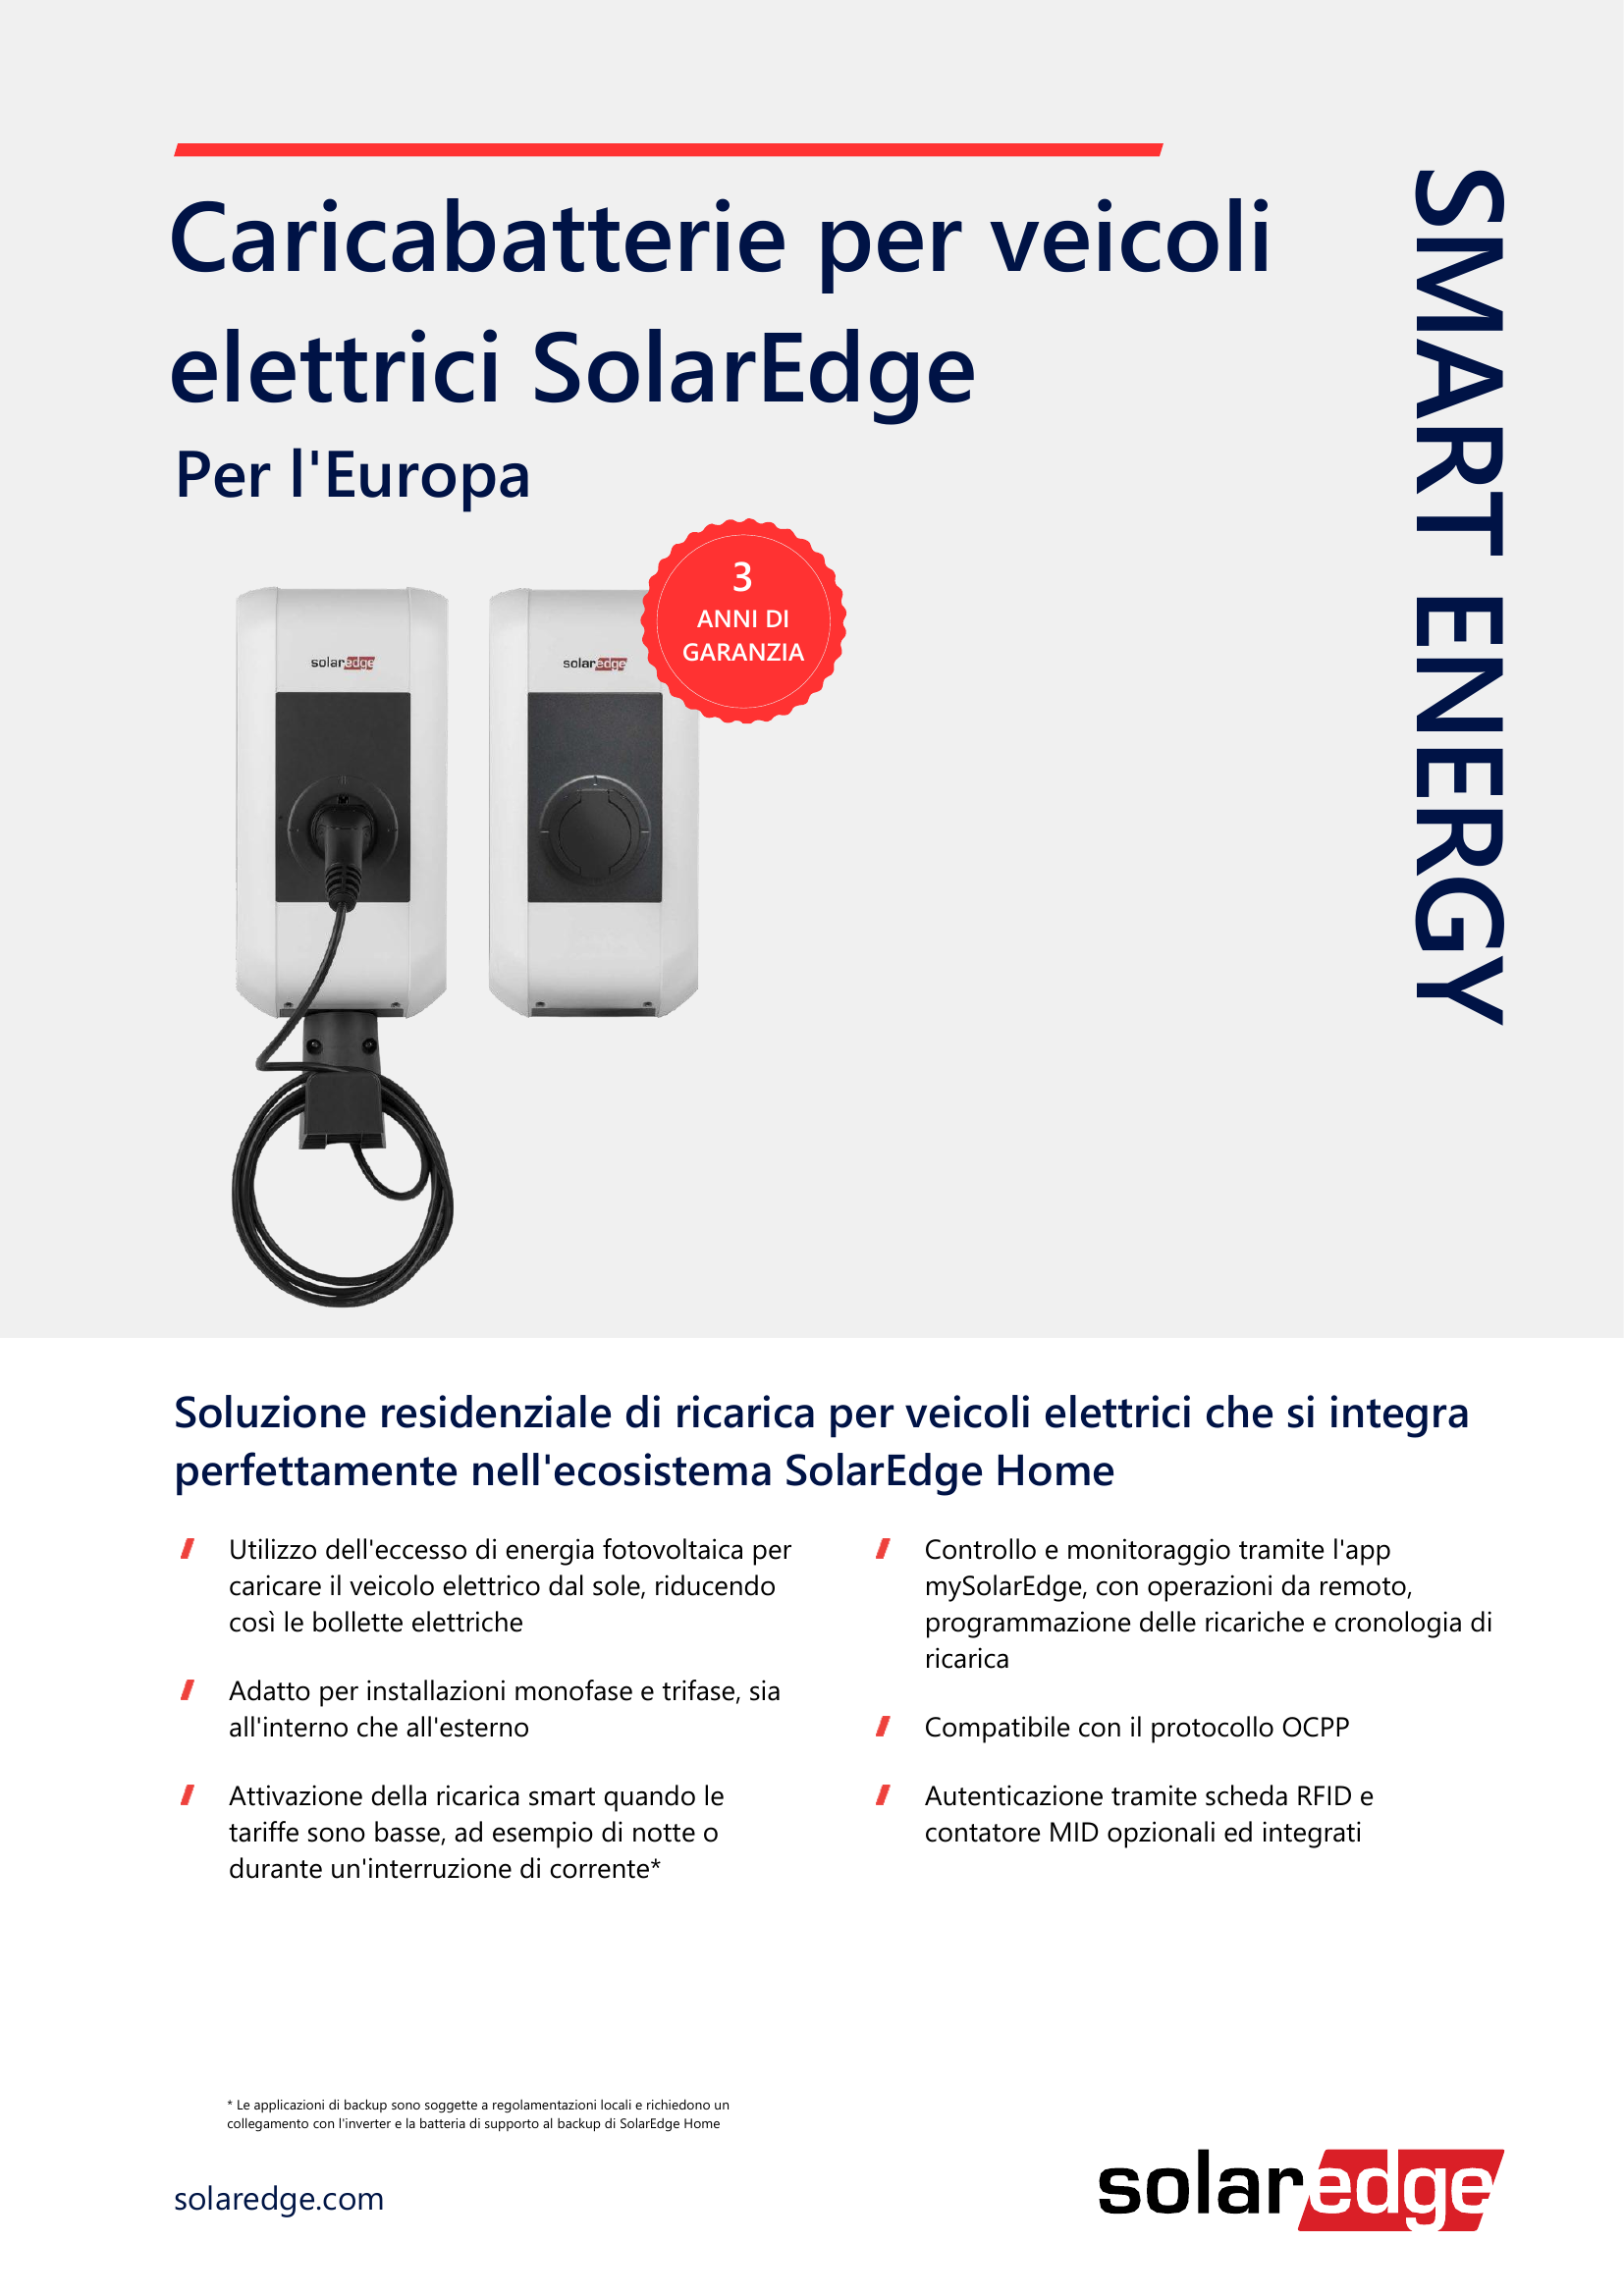 Caricabatterie per veicoli
elettrici SolarEdge
Per l'Europa
SMART ENERGY
3
ANNI DI
GARANZIA
solaredge
solaredge
Soluzione residenziale di ricarica per veicoli elettrici che si integra
perfettamente nell'ecosistema SolarEdge Home
Utilizzo dell'eccesso di energia fotovoltaica per
caricare il veicolo elettrico dal sole, riducendo
così le bollette elettriche
Adatto per installazioni monofase e trifase, sia
all'interno che all'esterno
Attivazione della ricarica smart quando le
tariffe sono basse, ad esempio di notte o
durante un'interruzione di corrente*
Controllo e monitoraggio tramite l'app
mySolarEdge, con operazioni da remoto,
programmazione delle ricariche e cronologia di
ricarica
Compatibile con il protocollo OCPP
Autenticazione tramite scheda RFID e
contatore MID opzionali ed integrati
* Le applicazioni di backup sono soggette a regolamentazioni locali e richiedono un
collegamento con l'inverter e la batteria di supporto al backup di SolarEdge Home
solaredge.com
solaredge